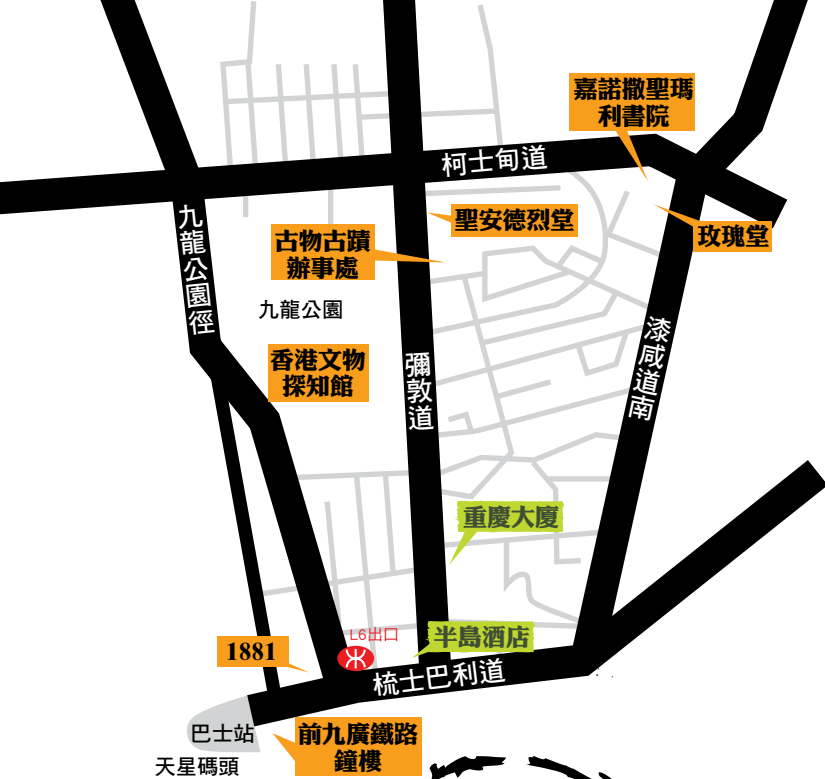 嘉諾撒聖瑪
利書院
柯士甸道
九龍公園徑
聖安德烈堂
玫瑰堂
古物古蹟
辦事處
九龍公園
漆咸道南
香港文物
探知館
彌敦道
重慶大廈
L6出口
半島酒店
1881
梳士巴利道
巴士站
前九廣鐵路
鐘樓
天星碼頭